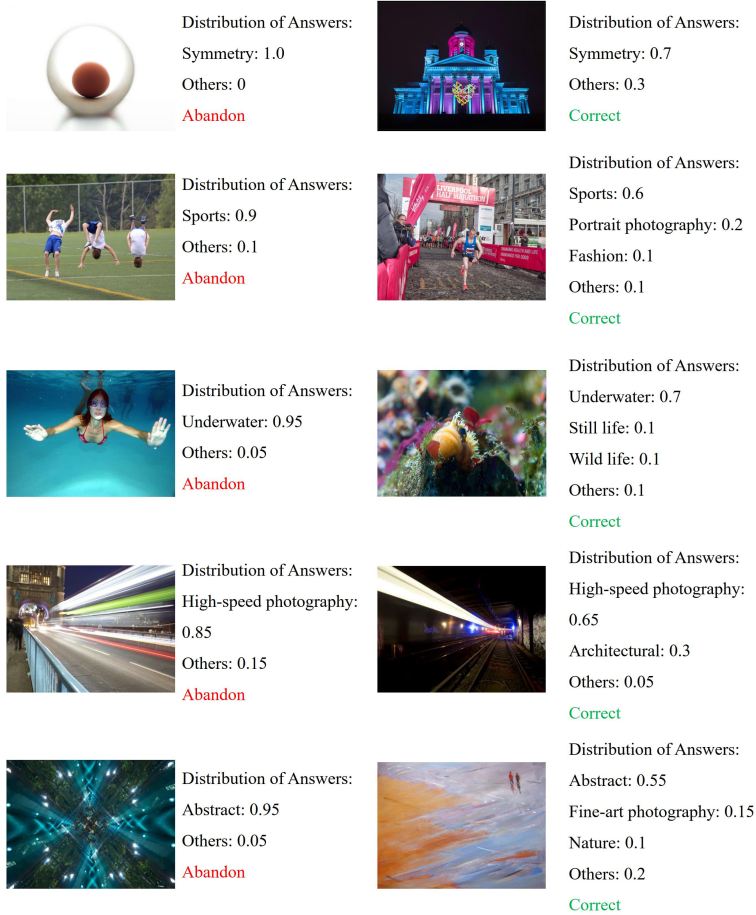 Distribution of Answers:
Symmetry: 1.0
Others: 0
Abandon
Distribution of Answers:
Symmetry: 0.7
Others: 0.3
Correct
Distribution of Answers:
Sports: 0.9
Others: 0.1
Abandon
LIVERPOOL
HALF MARATHON
Distribution of Answers:
Sports: 0.6
Portrait photography: 0.2
Fashion: 0.1
Others: 0.1
Correct
Distribution of Answers:
Underwater: 0.95
Others: 0.05
Abandon
Distribution of Answers:
Underwater: 0.7
Still life: 0.1
Wild life: 0.1
Others: 0.1
Correct
Distribution of Answers:
High-speed photography:
0.85
Others: 0.15
Abandon
Distribution of Answers:
High-speed photography:
0.65
Architectural: 0.3
Others: 0.05
Correct
Distribution of Answers:
Abstract: 0.95
Others: 0.05
Abandon
Distribution of Answers:
Abstract: 0.55
Fine-art photography: 0.15
Nature: 0.1
Others: 0.2
Correct